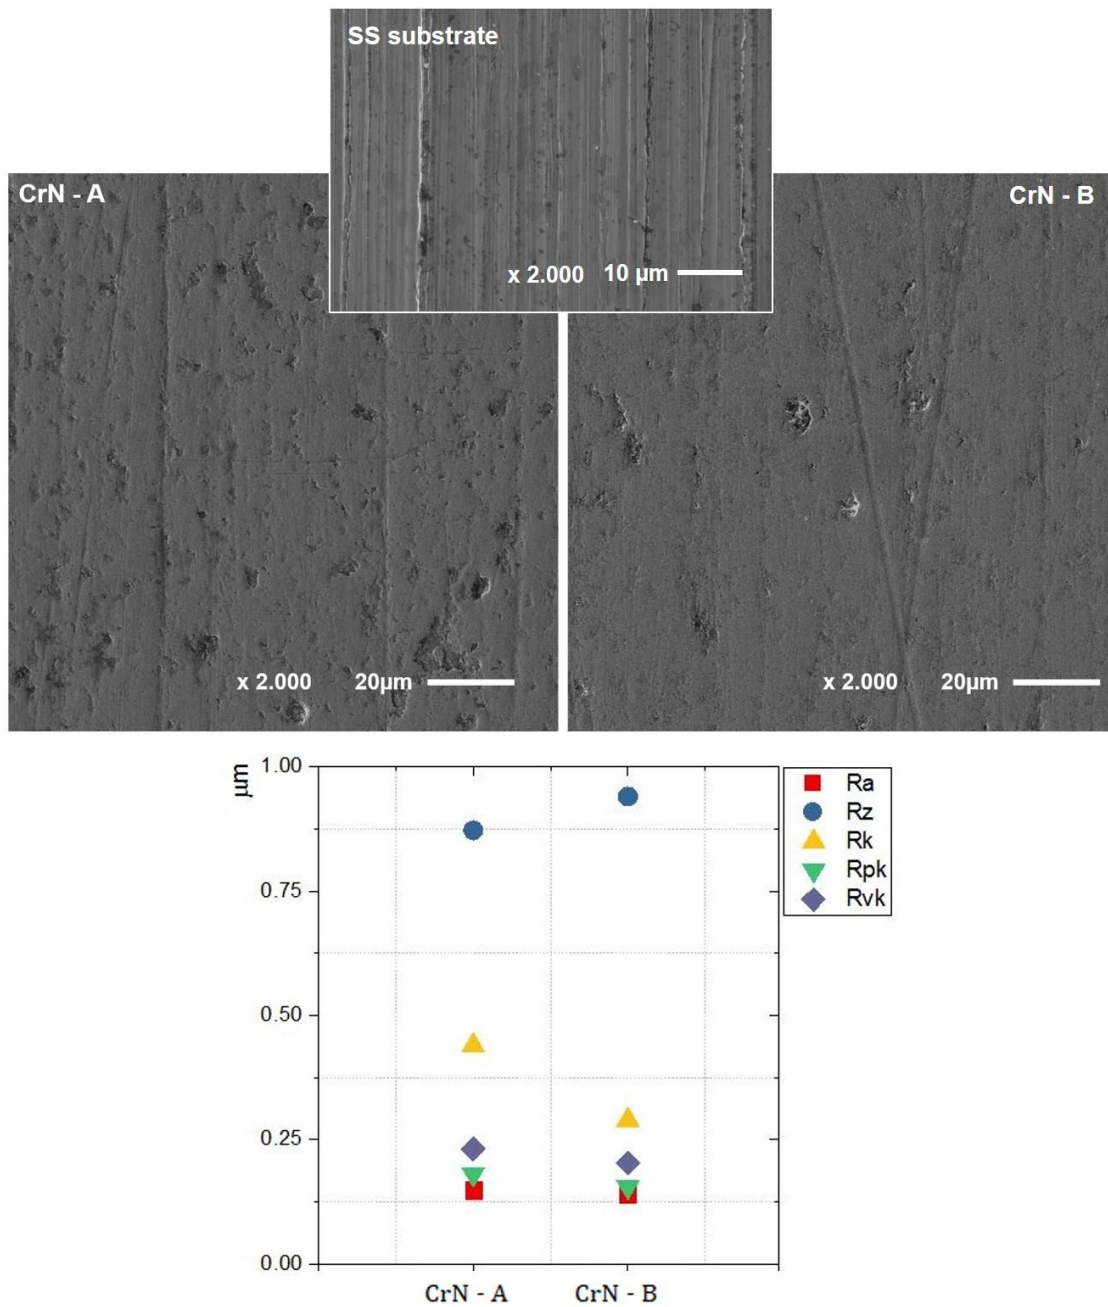 SS substrate
x 2.000 10 µm
CrN - A
x 2.000 20µm
CrN - B
x 2.000 20µm
µm
1.00
0.75
0.50
0.25
0.00
CrN - A CrN - B
Ra
Rz
Rk
Rpk
Rvk